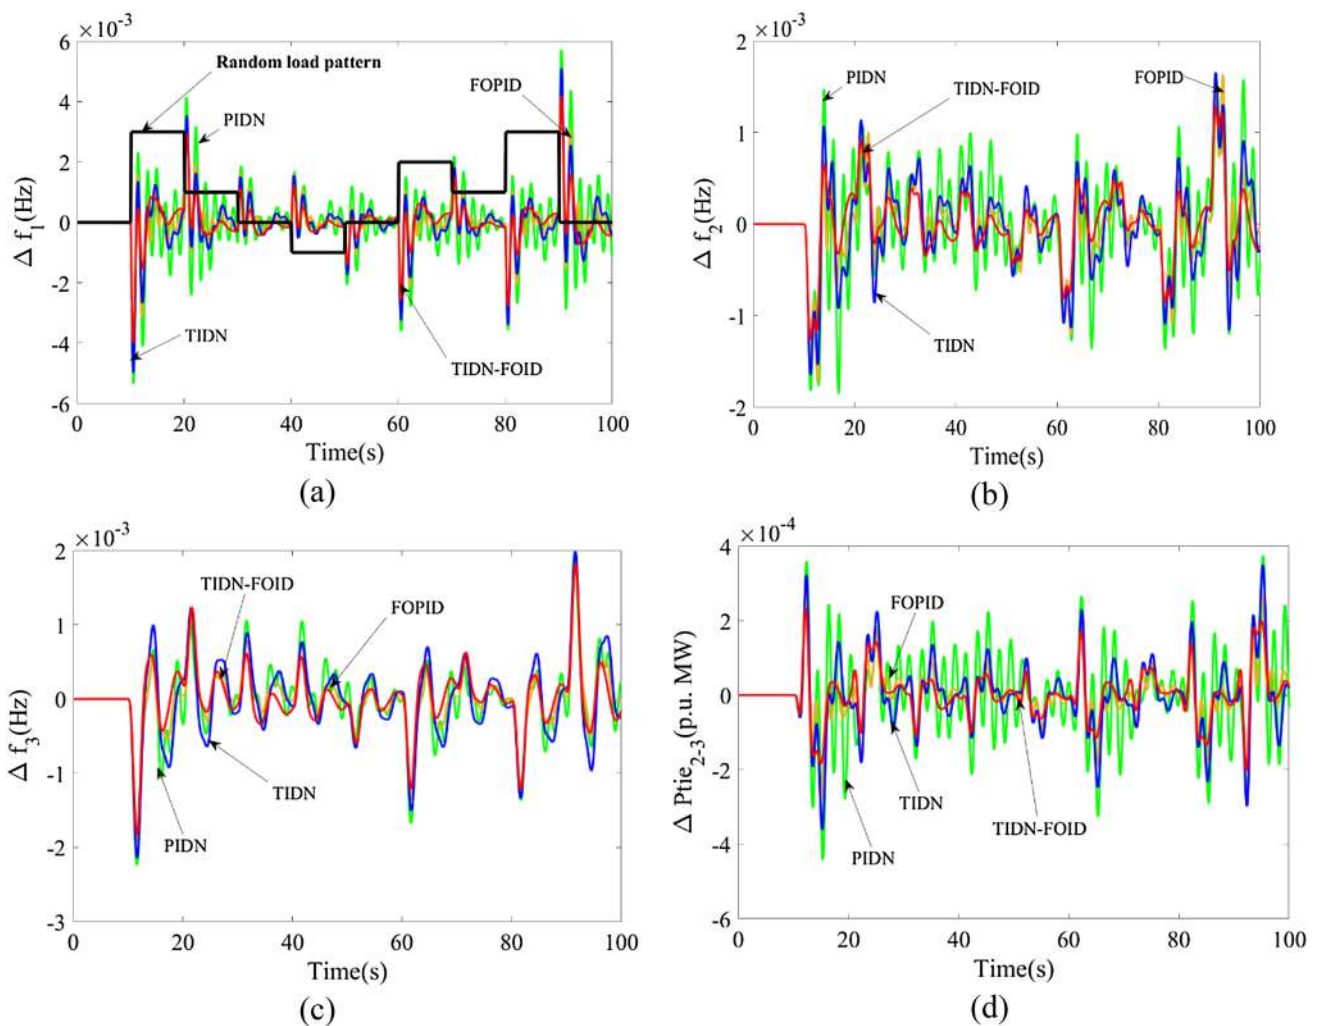 ×10⁻³
6
4
2
0
-2
-4
-6
Δ f₁(Hz)
Random load pattern
PIDN
FOPID
TIDN
TIDN-FOID
0 20 40 60 80 100
Time(s)
(a)
×10⁻³
2
1
0
-1
-2
Δ f₂(Hz)
PIDN
TIDN-FOID
FOPID
TIDN
0 20 40 60 80 100
Time(s)
(b)
×10⁻³
2
1
0
-1
-2
-3
Δ f₃(Hz)
TIDN-FOID
FOPID
TIDN
PIDN
0 20 40 60 80 100
Time(s)
(c)
×10⁻⁴
4
2
0
-2
-4
-6
Δ Ptie₂₋₃(p.u. MW)
FOPID
TIDN
TIDN-FOID
PIDN
0 20 40 60 80 100
Time(s)
(d)